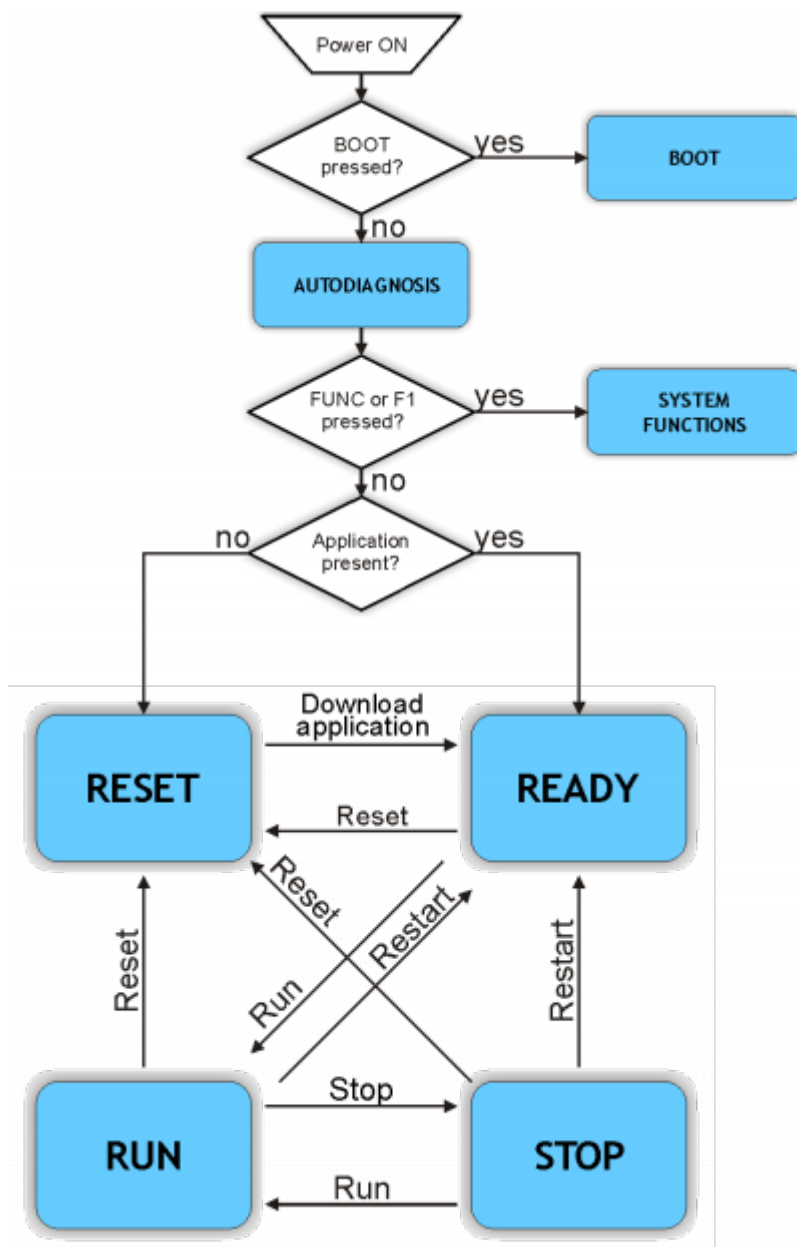 Power ON
BOOT
pressed?
yes
BOOT
no
AUTODIAGNOSIS
FUNC or F1
pressed?
yes
SYSTEM
FUNCTIONS
no
no
Application
present?
yes
Download
application
RESET
READY
Reset
Reset
Restart
Reset
Run
Restart
Stop
RUN
STOP
Run